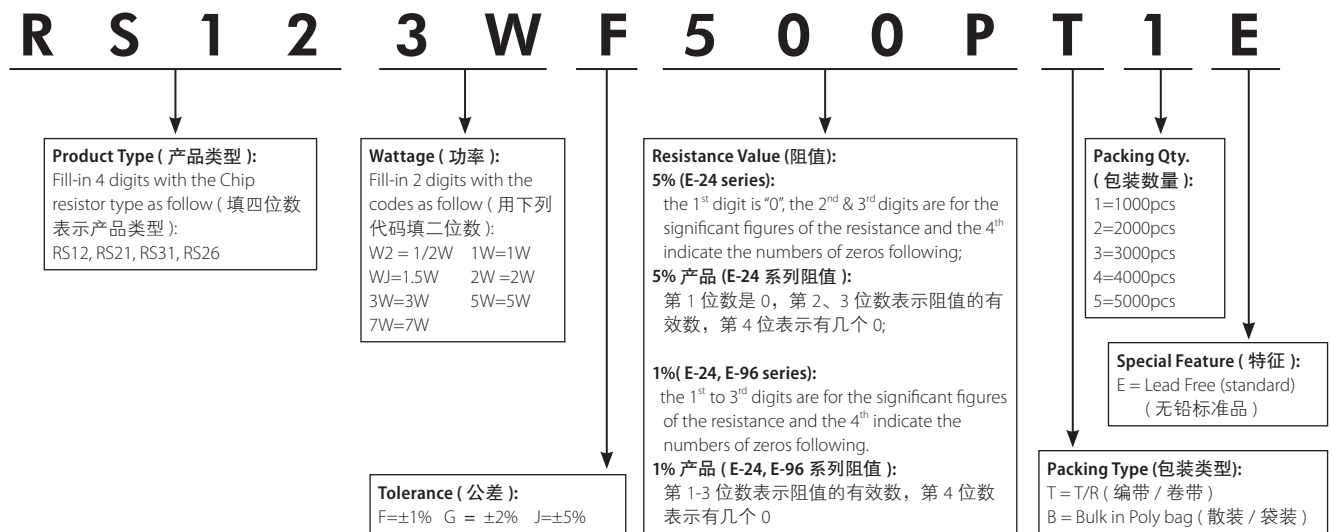 R S 1 2 3 W F 5 0 0 P T 1 E
Product Type ( 产品类型 ):
Fill-in 4 digits with the Chip
resistor type as follow ( 填四位数
表示产品类型 ):
RS12, RS21, RS31, RS26
Wattage ( 功率 ):
Fill-in 2 digits with the
codes as follow ( 用下列
代码填二位数 ):
W2 = 1/2W 1W=1W
WJ=1.5W 2W =2W
3W=3W 5W=5W
7W=7W
Tolerance ( 公差 ):
F=±1% G = ±2% J=±5%
Resistance Value (阻值):
5% (E-24 series):
the 1st digit is “0”, the 2nd & 3rd digits are for the
significant figures of the resistance and the 4th
indicate the numbers of zeros following;
5% 产品 (E-24 系列阻值 ):
第 1 位数是 0，第 2、3 位数表示阻值的有
效数，第 4 位表示有几个 0;
1%( E-24, E-96 series):
the 1st to 3rd digits are for the significant figures
of the resistance and the 4th indicate the
numbers of zeros following.
1% 产品 ( E-24, E-96 系列阻值 ):
第 1-3 位数表示阻值的有效数，第 4 位数
表示有几个 0
Packing Qty.
( 包装数量 ):
1=1000pcs
2=2000pcs
3=3000pcs
4=4000pcs
5=5000pcs
Special Feature ( 特征 ):
E = Lead Free (standard)
( 无铅标准品 )
Packing Type (包装类型):
T = T/R ( 编带 / 卷带 )
B = Bulk in Poly bag ( 散装 / 袋装 )